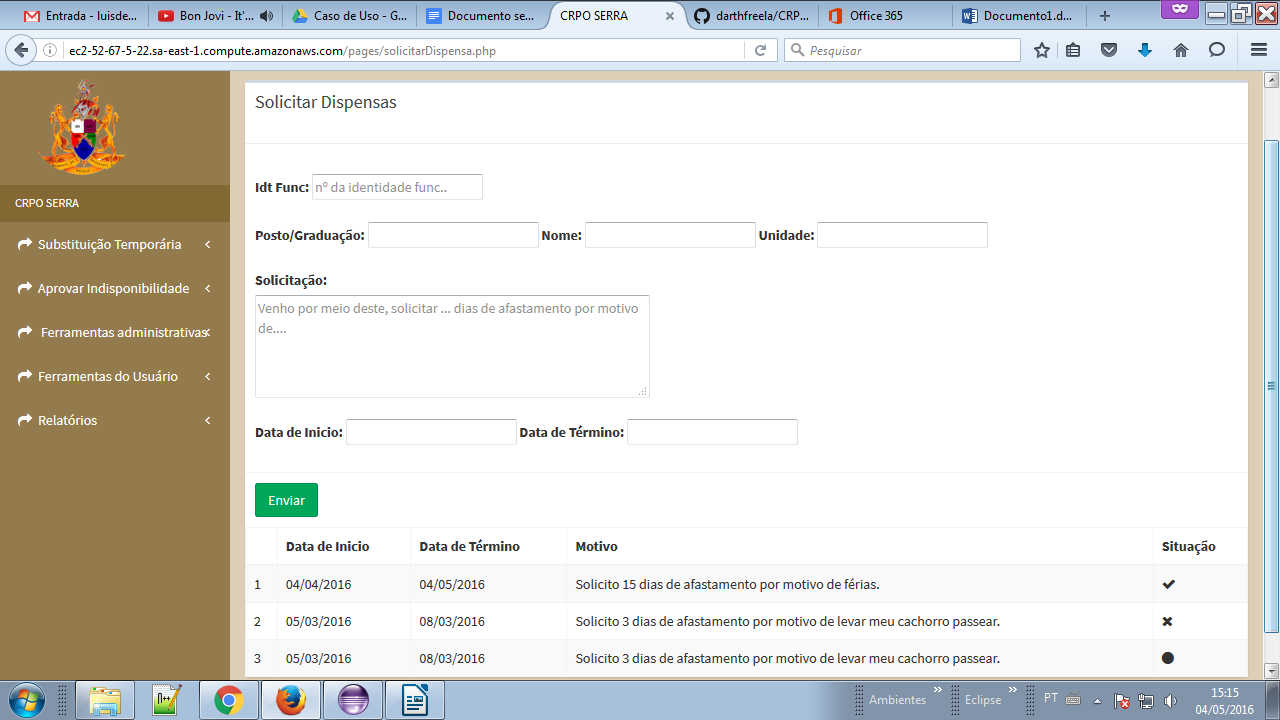 Entrada - luisde...
Bon Jovi - It'...
Caso de Uso - G...
Documento se...
CRPO SERRA
darthfreela/CRP...
Office 365
Documento1.d...
ec2-52-67-5-22.sa-east-1.compute.amazonaws.com/pages/solicitarDispensa.php
Pesquisar
CRPO SERRA
Substituição Temporária
Aprovar Indisponibilidade
Ferramentas administrativas
Ferramentas do Usuário
Relatórios
Solicitar Dispensas
Idt Func: nº da identidade func..
Posto/Graduação: Nome: Unidade:
Solicitação:
Venho por meio deste, solicitar ... dias de afastamento por motivo
de....
Data de Inicio: Data de Término:
Enviar
Data de Inicio Data de Término Motivo Situação
1 04/04/2016 04/05/2016 Solicito 15 dias de afastamento por motivo de férias.
2 05/03/2016 08/03/2016 Solicito 3 dias de afastamento por motivo de levar meu cachorro passear.
3 05/03/2016 08/03/2016 Solicito 3 dias de afastamento por motivo de levar meu cachorro passear.
Ambientes
Eclipse
PT
15:15
04/05/2016